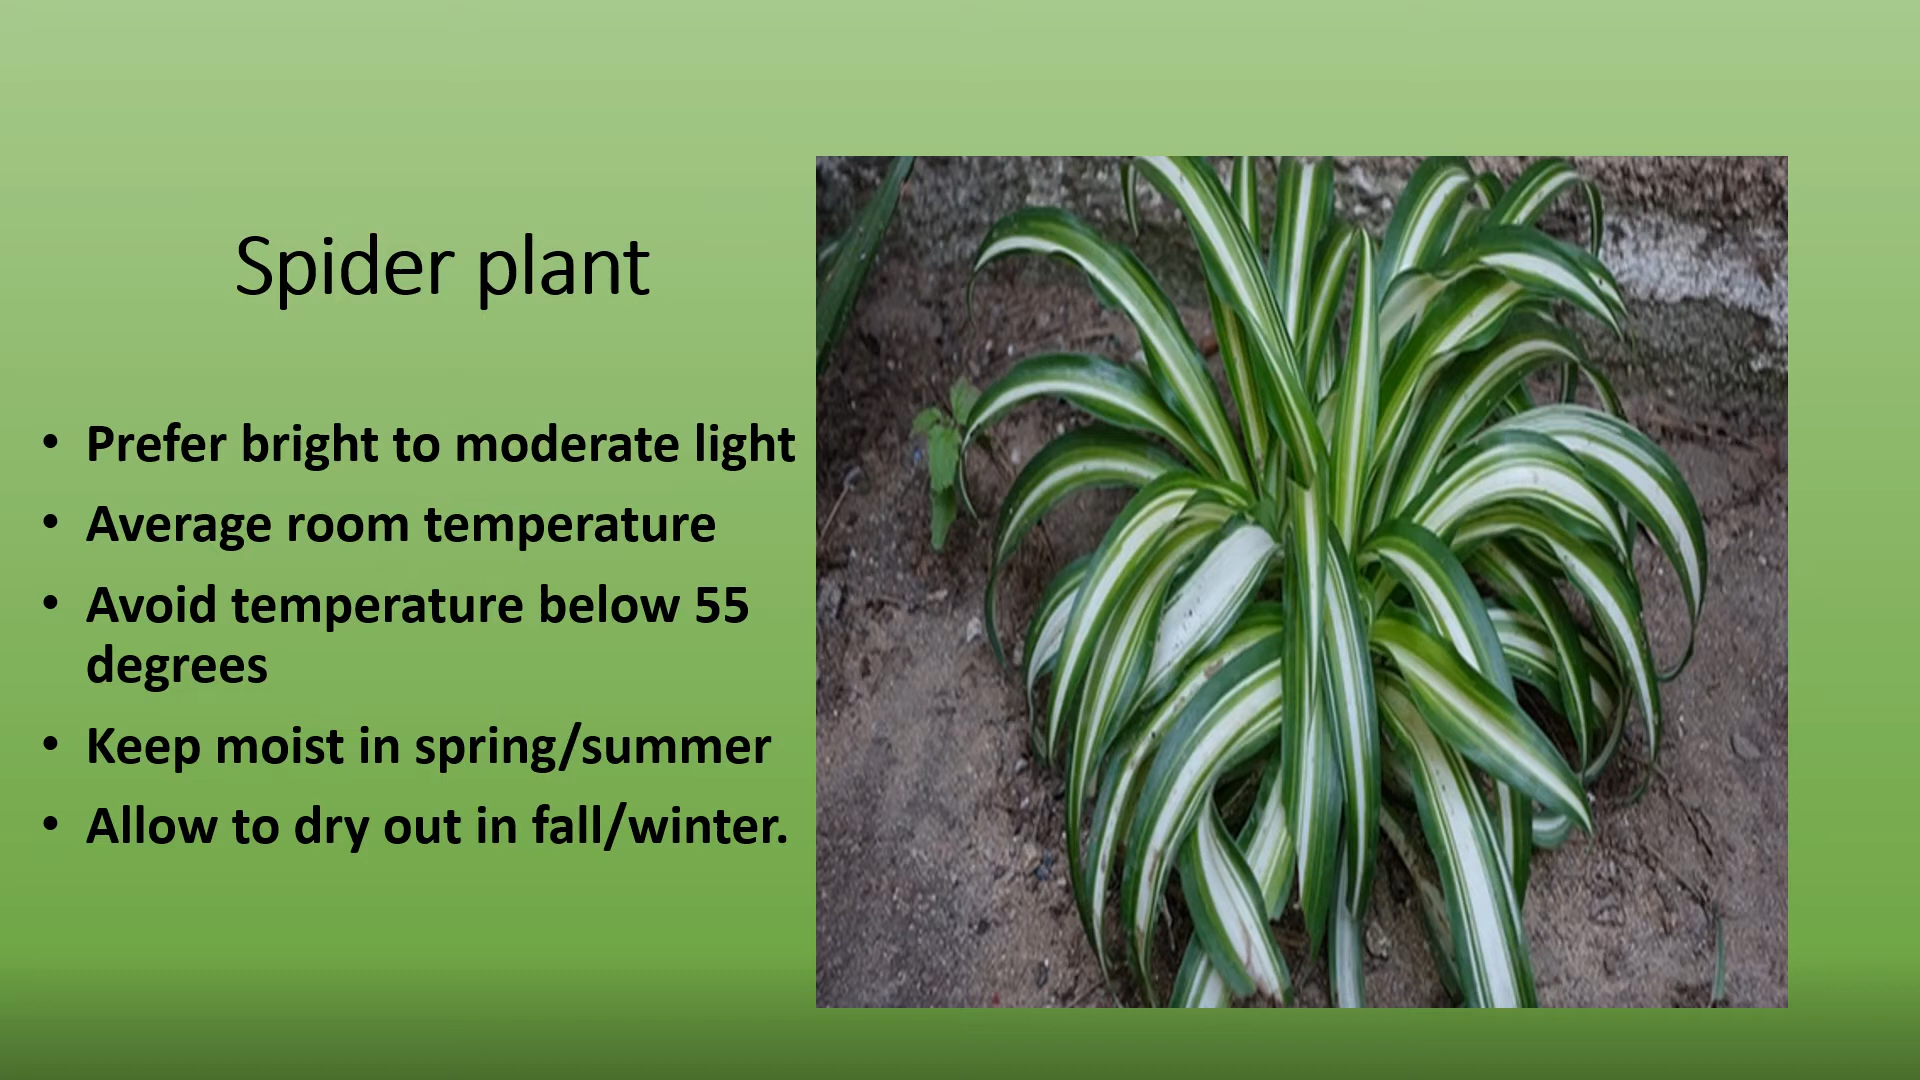 Spider plant
• Prefer bright to moderate light
• Average room temperature
• Avoid temperature below 55
degrees
• Keep moist in spring/summer
• Allow to dry out in fall/winter.